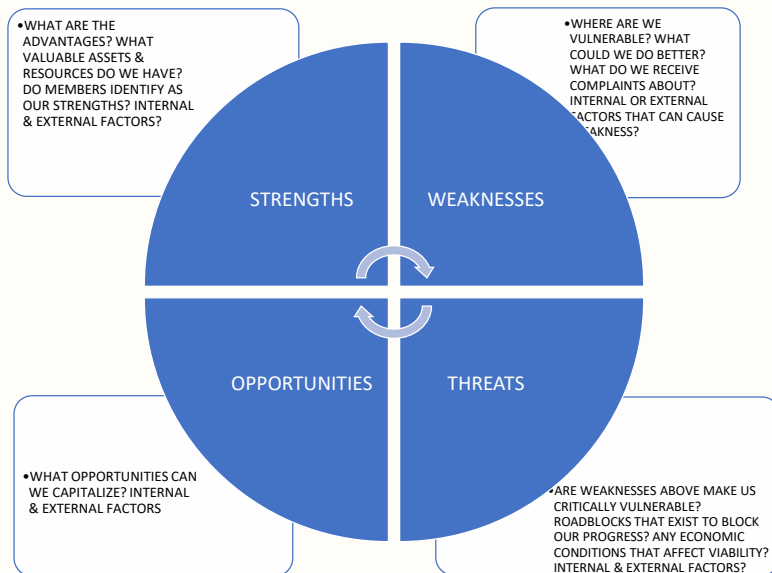 •WHAT ARE THE
ADVANTAGES? WHAT
VALUABLE ASSETS &
RESOURCES DO WE HAVE?
DO MEMBERS IDENTIFY AS
OUR STRENGTHS? INTERNAL
& EXTERNAL FACTORS?
•WHERE ARE WE
VULNERABLE? WHAT
COULD WE DO BETTER?
WHAT DO WE RECEIVE
COMPLAINTS ABOUT?
INTERNAL OR EXTERNAL
FACTORS THAT CAN CAUSE
WEAKNESS?
STRENGTHS
WEAKNESSES
OPPORTUNITIES
THREATS
•WHAT OPPORTUNITIES CAN
WE CAPITALIZE? INTERNAL
& EXTERNAL FACTORS
•ARE WEAKNESSES ABOVE MAKE US
CRITICALLY VULNERABLE?
ROADBLOCKS THAT EXIST TO BLOCK
OUR PROGRESS? ANY ECONOMIC
CONDITIONS THAT AFFECT VIABILITY?
INTERNAL & EXTERNAL FACTORS?